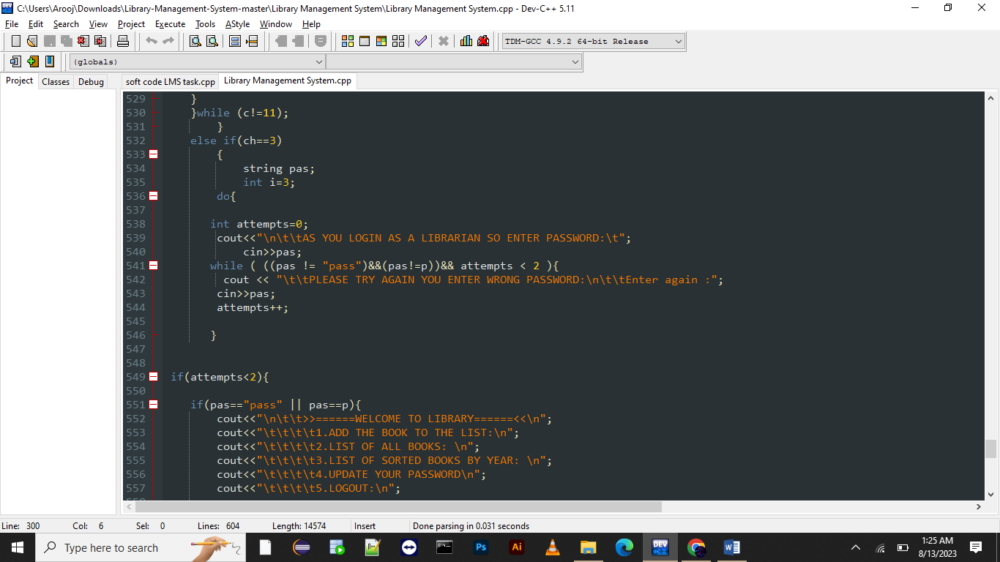 C:\Users\Arooj\Downloads\Library-Management-System-master\Library Management System\Library Management System.cpp - Dev-C++ 5.11
File Edit Search View Project Execute Tools AStyle Window Help
TDM-GCC 4.9.2 64-bit Release
(globals)
Project Classes Debug soft code LMS task.cpp Library Management System.cpp
529 }
530 }while (c!=11);
531 }
532 else if(ch==3)
533 {
534 string pas;
535 int i=3;
536 do{
537
538 int attempts=0;
539 cout<<"\n\t\tAS YOU LOGIN AS A LIBRARIAN SO ENTER PASSWORD:\t";
540 cin>>pas;
541 while ( ((pas != "pass")&&(pas!=p))&& attempts < 2 ){
542 cout << "\t\tPLEASE TRY AGAIN YOU ENTER WRONG PASSWORD:\n\t\tEnter again :";
543 cin>>pas;
544 attempts++;
545
546 }
547
548
549 if(attempts<2){
550
551 if(pas=="pass" || pas==p){
552 cout<<"\n\t\t>>======WELCOME TO LIBRARY======<<\n";
553 cout<<"\t\t\t\t1.ADD THE BOOK TO THE LIST:\n";
554 cout<<"\t\t\t\t2.LIST OF ALL BOOKS: \n";
555 cout<<"\t\t\t\t3.LIST OF SORTED BOOKS BY YEAR: \n";
556 cout<<"\t\t\t\t4.UPDATE YOUR PASSWORD\n";
557 cout<<"\t\t\t\t5.LOGOUT:\n";
Line: 300 Col: 6 Sel: 0 Lines: 604 Length: 14574 Insert Done parsing in 0.031 seconds
Type here to search
Ps
Ai
DEV
1:25 AM
8/13/2023